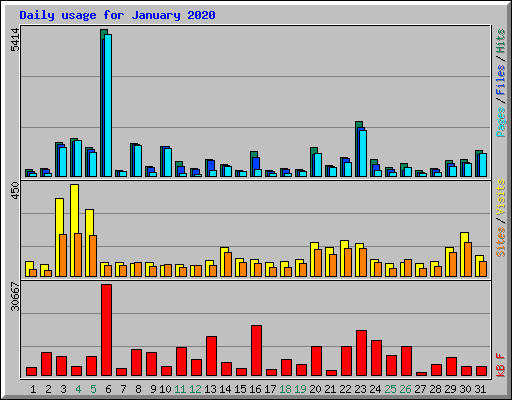 Daily usage for January 2020
5414
Pages / Files / Hits
450
Sites / Visits
30667
kB F
1 2 3 4 5 6 7 8 9 10 11 12 13 14 15 16 17 18 19 20 21 22 23 24 25 26 27 28 29 30 31